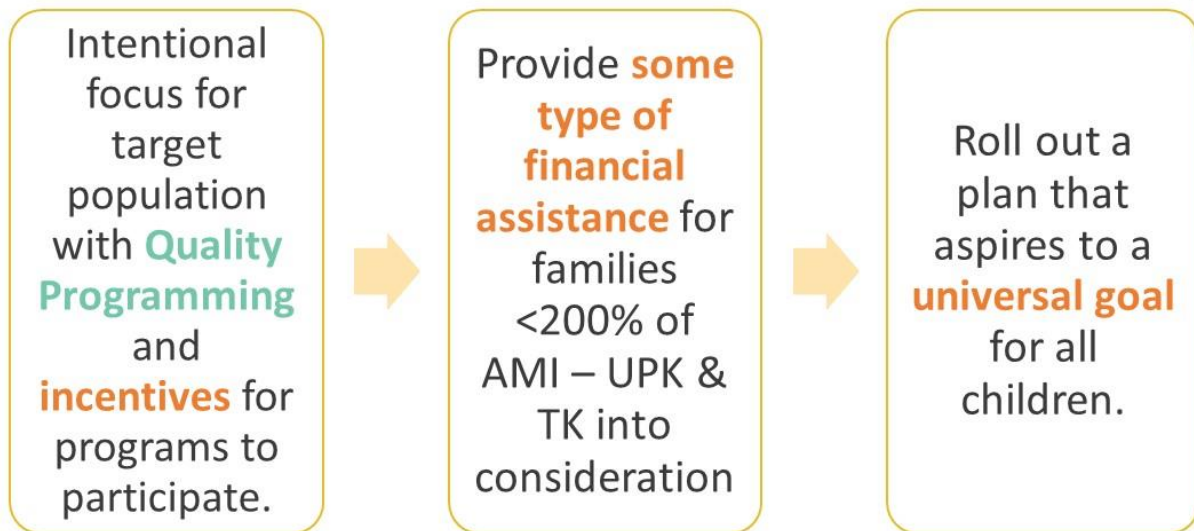 Intentional
focus for
target
population
with Quality
Programming
and
incentives for
programs to
participate.
Provide some
type of
financial
assistance for
families
<200% of
AMI – UPK &
TK into
consideration
Roll out a
plan that
aspires to a
universal goal
for all
children.